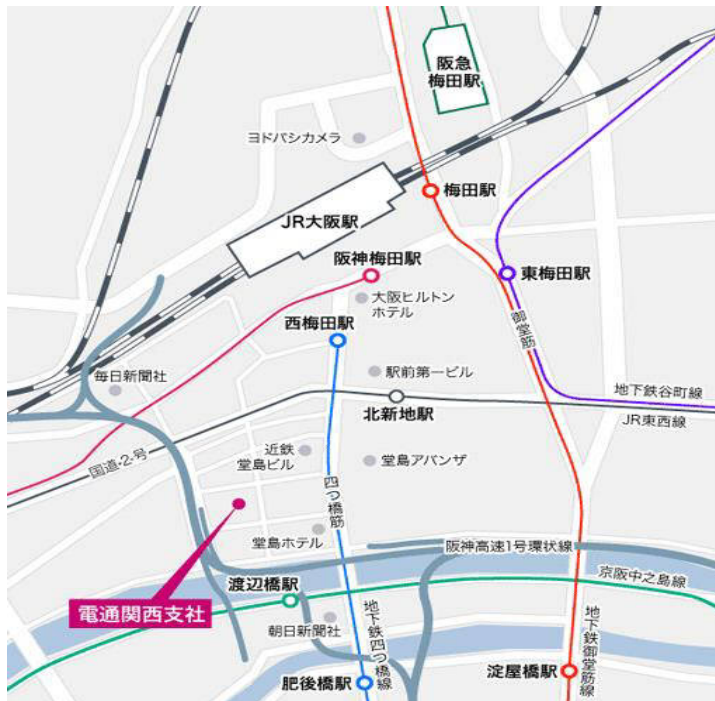 阪急
梅田駅
ヨドバシカメラ
梅田駅
JR大阪駅
阪神梅田駅
東梅田駅
大阪ヒルトン
ホテル
西梅田駅
御堂筋
駅前第一ビル
毎日新聞社
地下鉄谷町線
北新地駅
JR東西線
国道・2・号
近鉄
堂島ビル
堂島アバンザ
四つ橋筋
堂島ホテル
阪神高速1号環状線
渡辺橋駅
京阪中之島線
電通関西支社
朝日新聞社
地下鉄四つ橋線
地下鉄御堂筋線
肥後橋駅
淀屋橋駅